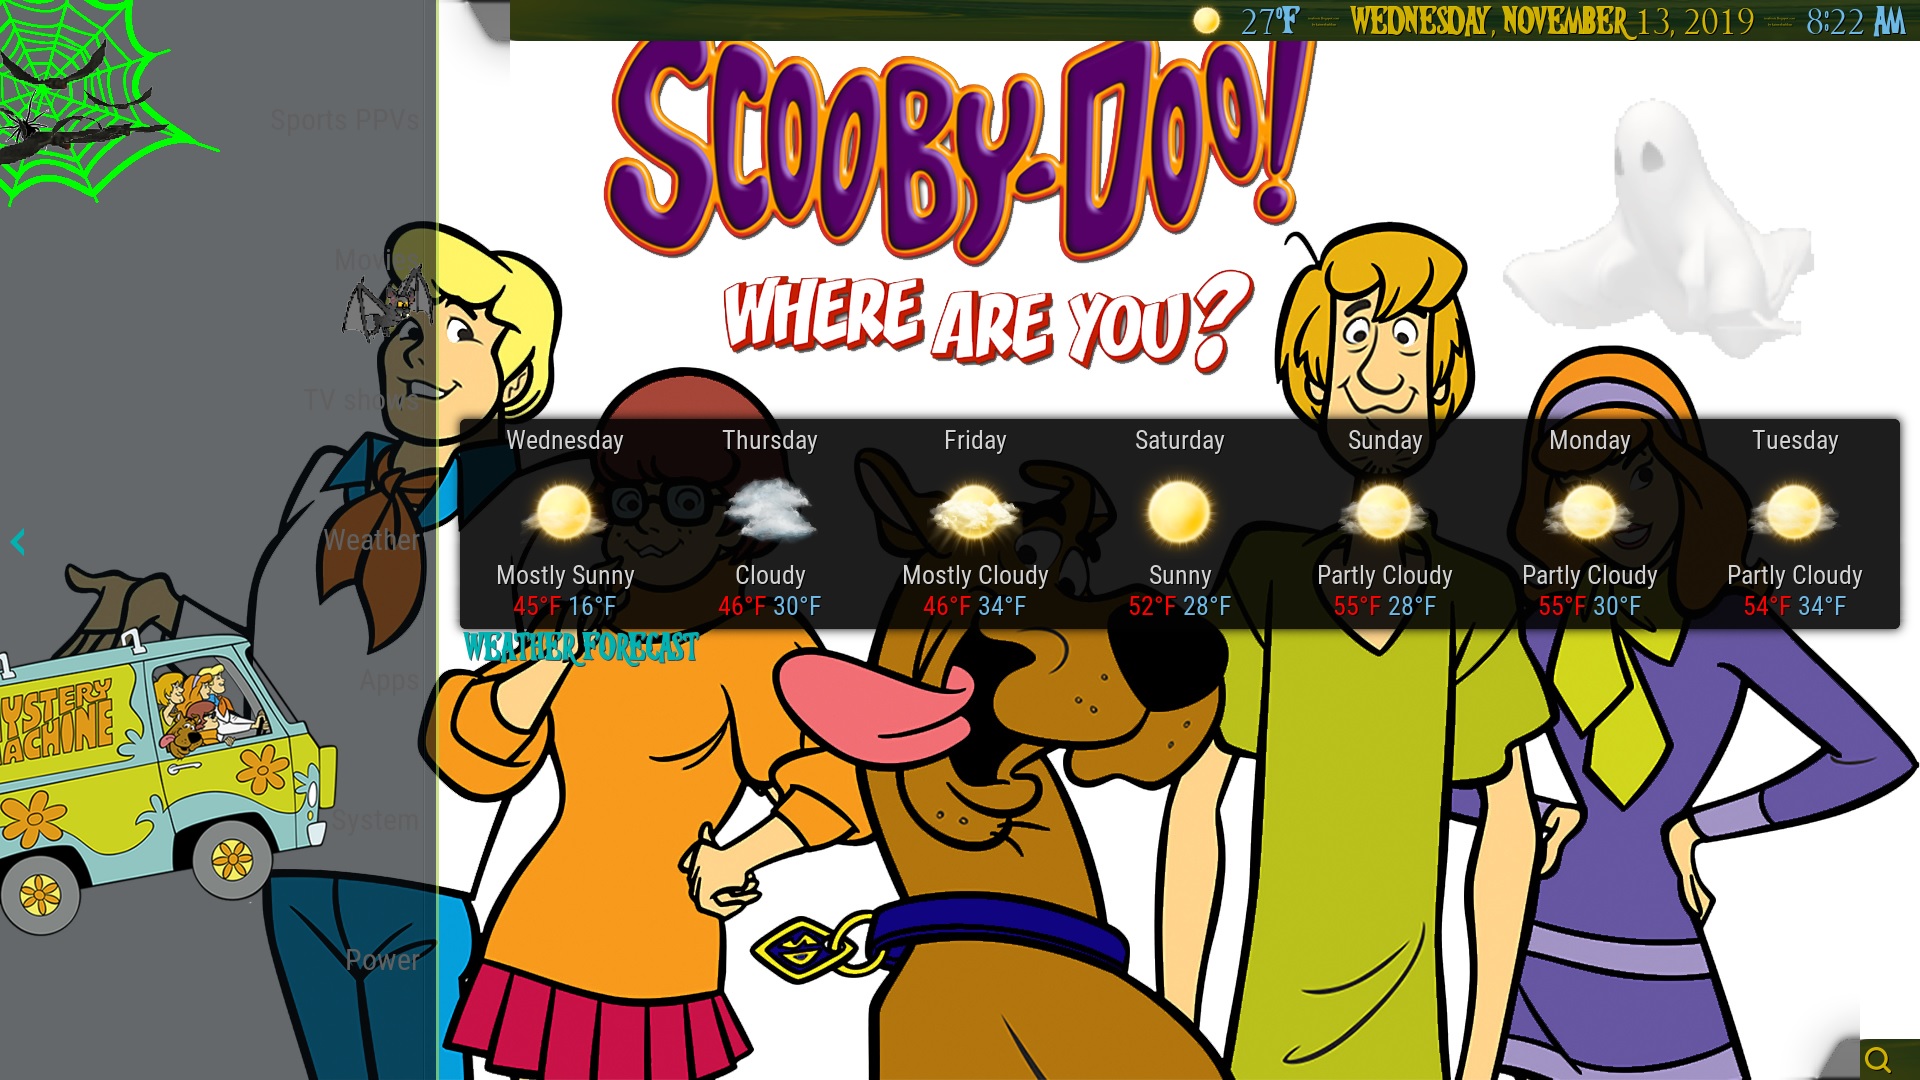 27°F WEDNESDAY, NOVEMBER 13, 2019 8:22 AM
SCOOBY-DOO!
WHERE ARE YOU?
Sports PPVs
Movies
TV shows
Weather
Apps
System
Power
Wednesday Thursday Friday Saturday Sunday Monday Tuesday
Mostly Sunny Cloudy Mostly Cloudy Sunny Partly Cloudy Partly Cloudy Partly Cloudy
45°F 16°F 46°F 30°F 46°F 34°F 52°F 28°F 55°F 28°F 55°F 30°F 54°F 34°F
WEATHER FORECAST
MYSTERY
MACHINE